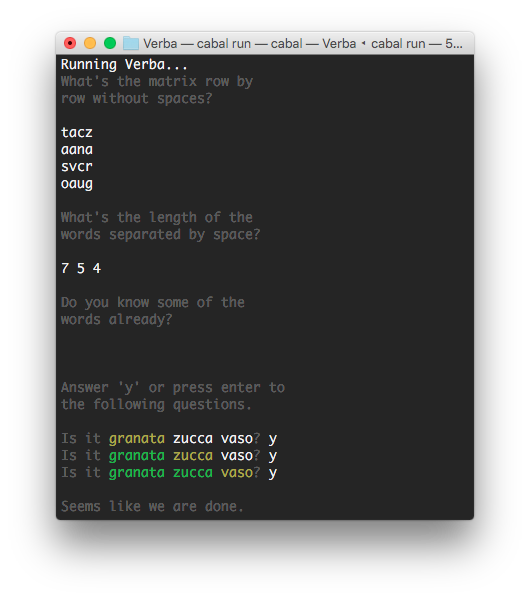 Verba — cabal run — cabal — Verba ◂ cabal run — 5...
Running Verba...
What's the matrix row by
row without spaces?
tacz
aana
svcr
oaug
What's the length of the
words separated by space?
7 5 4
Do you know some of the
words already?
Answer 'y' or press enter to
the following questions.
Is it granata zucca vaso? y
Is it granata zucca vaso? y
Is it granata zucca vaso? y
Seems like we are done.